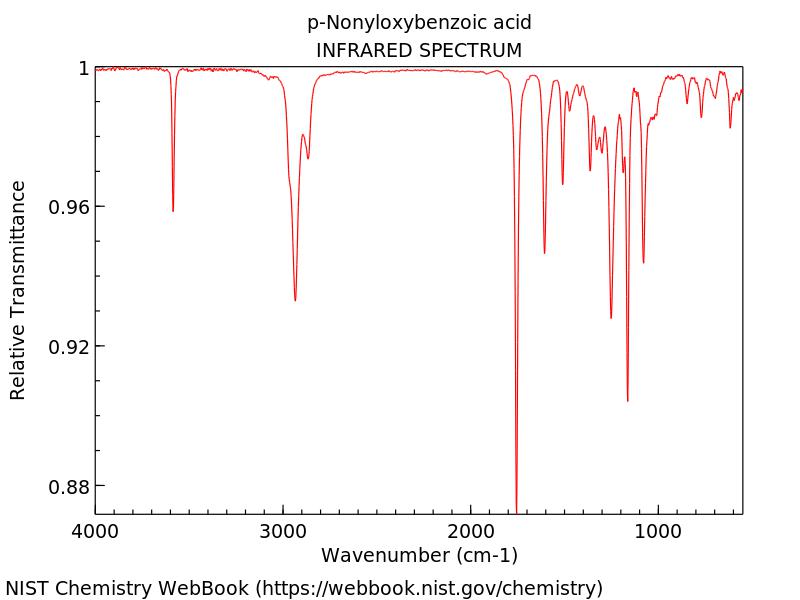 p-Nonyloxybenzoic acid
INFRARED SPECTRUM
1
0.96
0.92
0.88
Relative Transmittance
4000 3000 2000 1000
Wavenumber (cm-1)
NIST Chemistry WebBook (https://webbook.nist.gov/chemistry)